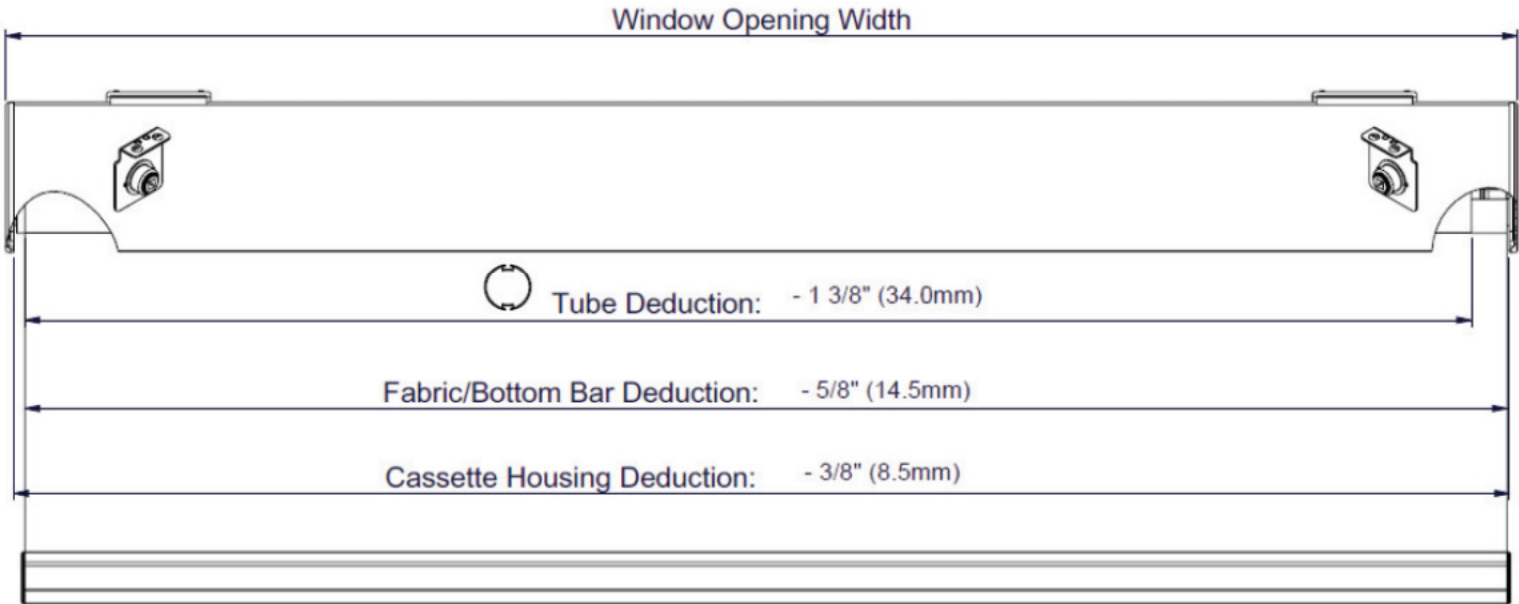 Window Opening Width
Tube Deduction: - 1 3/8" (34.0mm)
Fabric/Bottom Bar Deduction: - 5/8" (14.5mm)
Cassette Housing Deduction: - 3/8" (8.5mm)